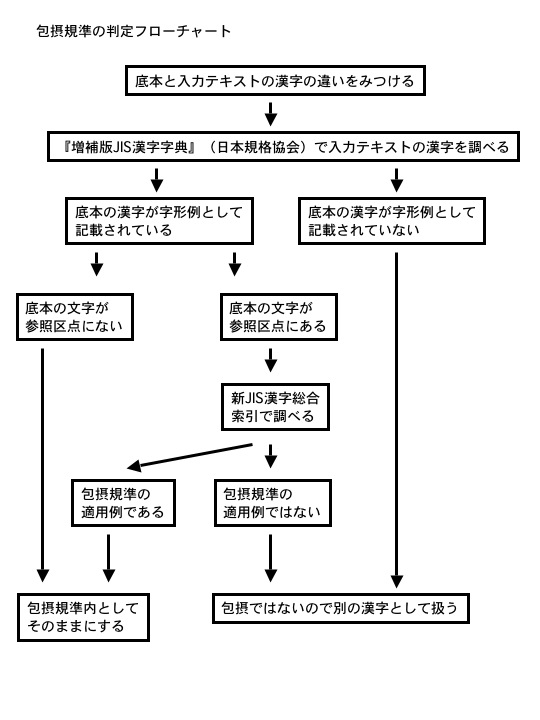 包摂規準の判定フローチャート
底本と入力テキストの漢字の違いをみつける
『増補版JIS漢字字典』（日本規格協会）で入力テキストの漢字を調べる
底本の漢字が字形例として
記載されている
底本の漢字が字形例として
記載されていない
底本の文字が
参照区点にない
底本の文字が
参照区点にある
新JIS漢字総合
索引で調べる
包摂規準の
適用例である
包摂規準の
適用例ではない
包摂規準内として
そのままにする
包摂ではないので別の漢字として扱う